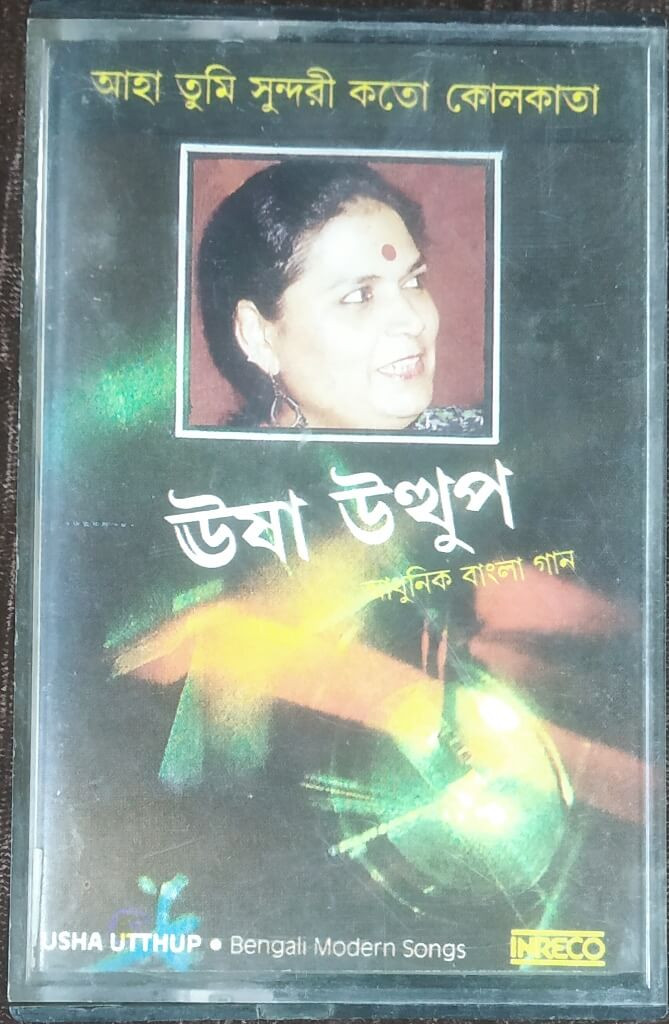 আহা তুমি সুন্দরী কতো কোলকাতা
ঊষা উত্থুপ
আধুনিক বাংলা গান
USHA UTTHUP • Bengali Modern Songs
INRECO